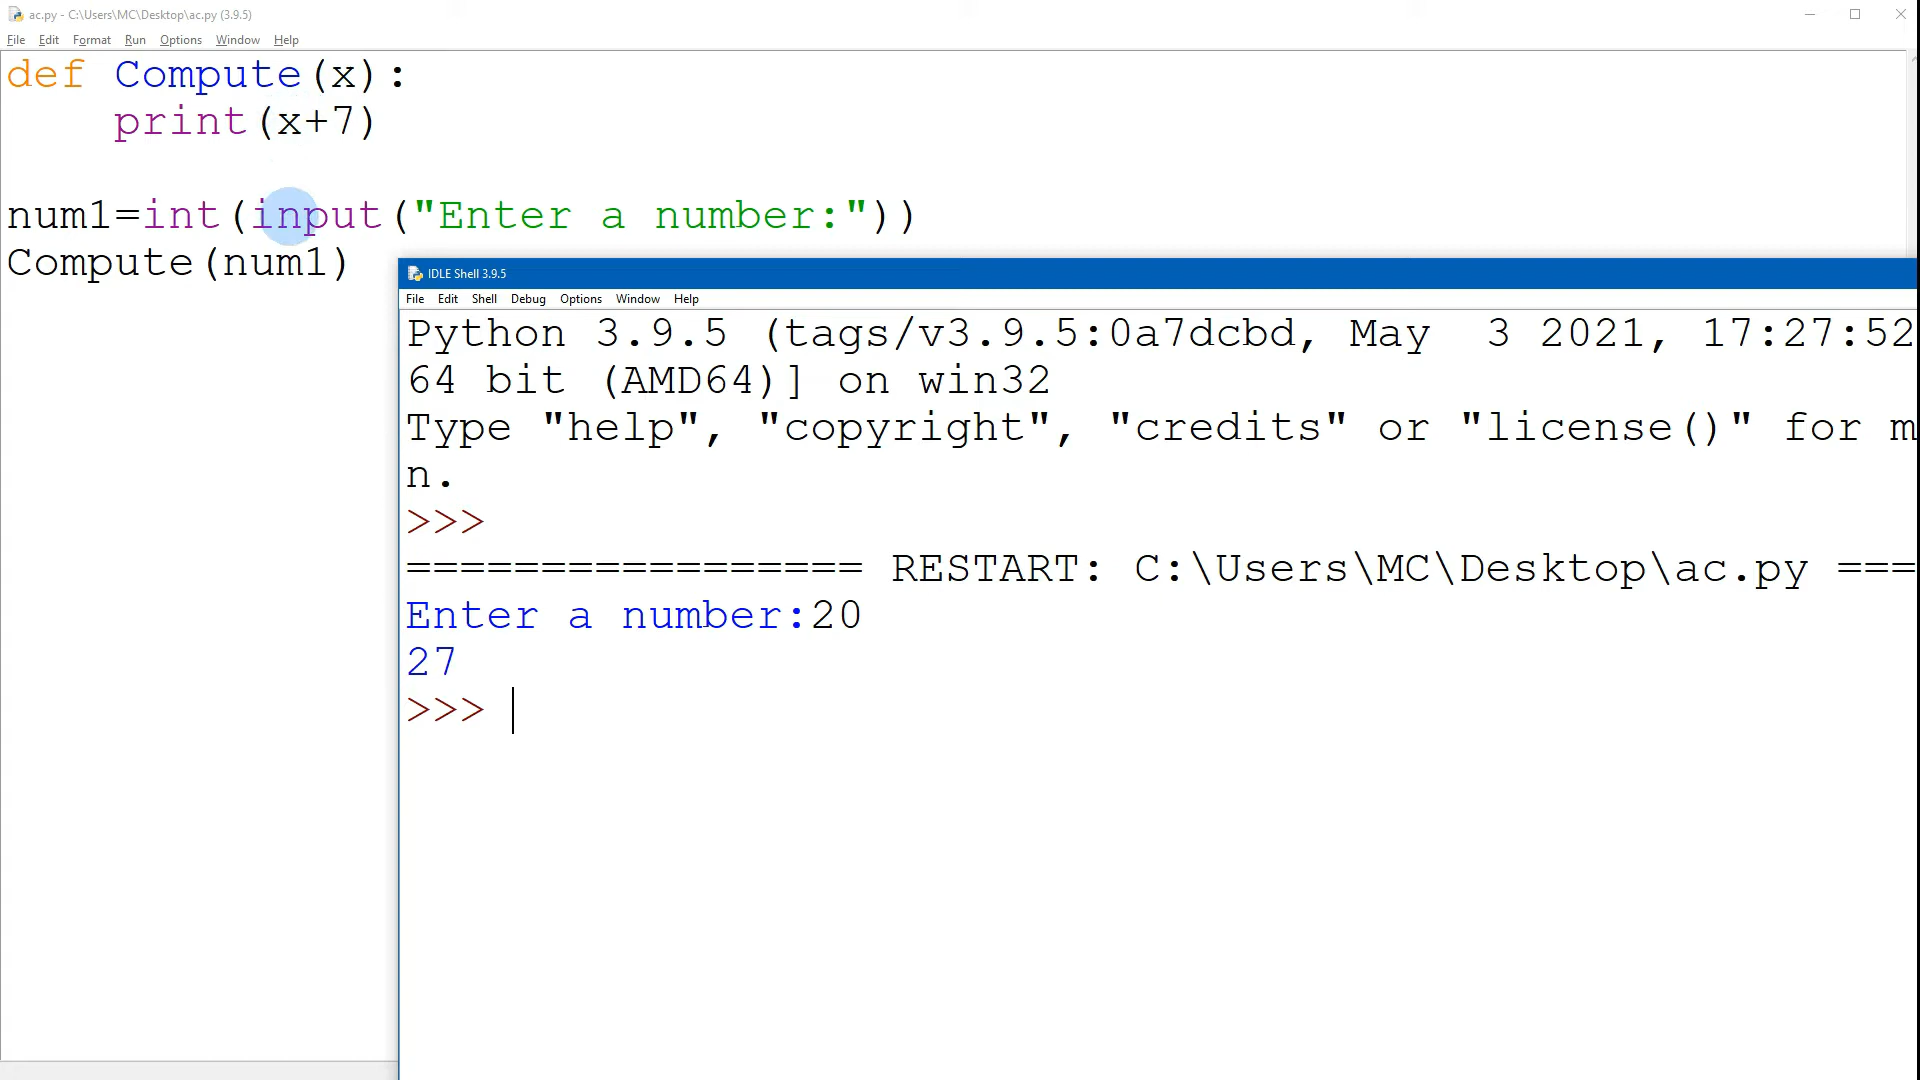 ac.py - C:\Users\MC\Desktop\ac.py (3.9.5)
File Edit Format Run Options Window Help
def Compute(x):
    print(x+7)
num1=int(input("Enter a number:"))
Compute(num1)
IDLE Shell 3.9.5
File Edit Shell Debug Options Window Help
Python 3.9.5 (tags/v3.9.5:0a7dcbd, May  3 2021, 17:27:52
64 bit (AMD64)] on win32
Type "help", "copyright", "credits" or "license()" for m
n.
>>>
================= RESTART: C:\Users\MC\Desktop\ac.py ===
Enter a number:20
27
>>>